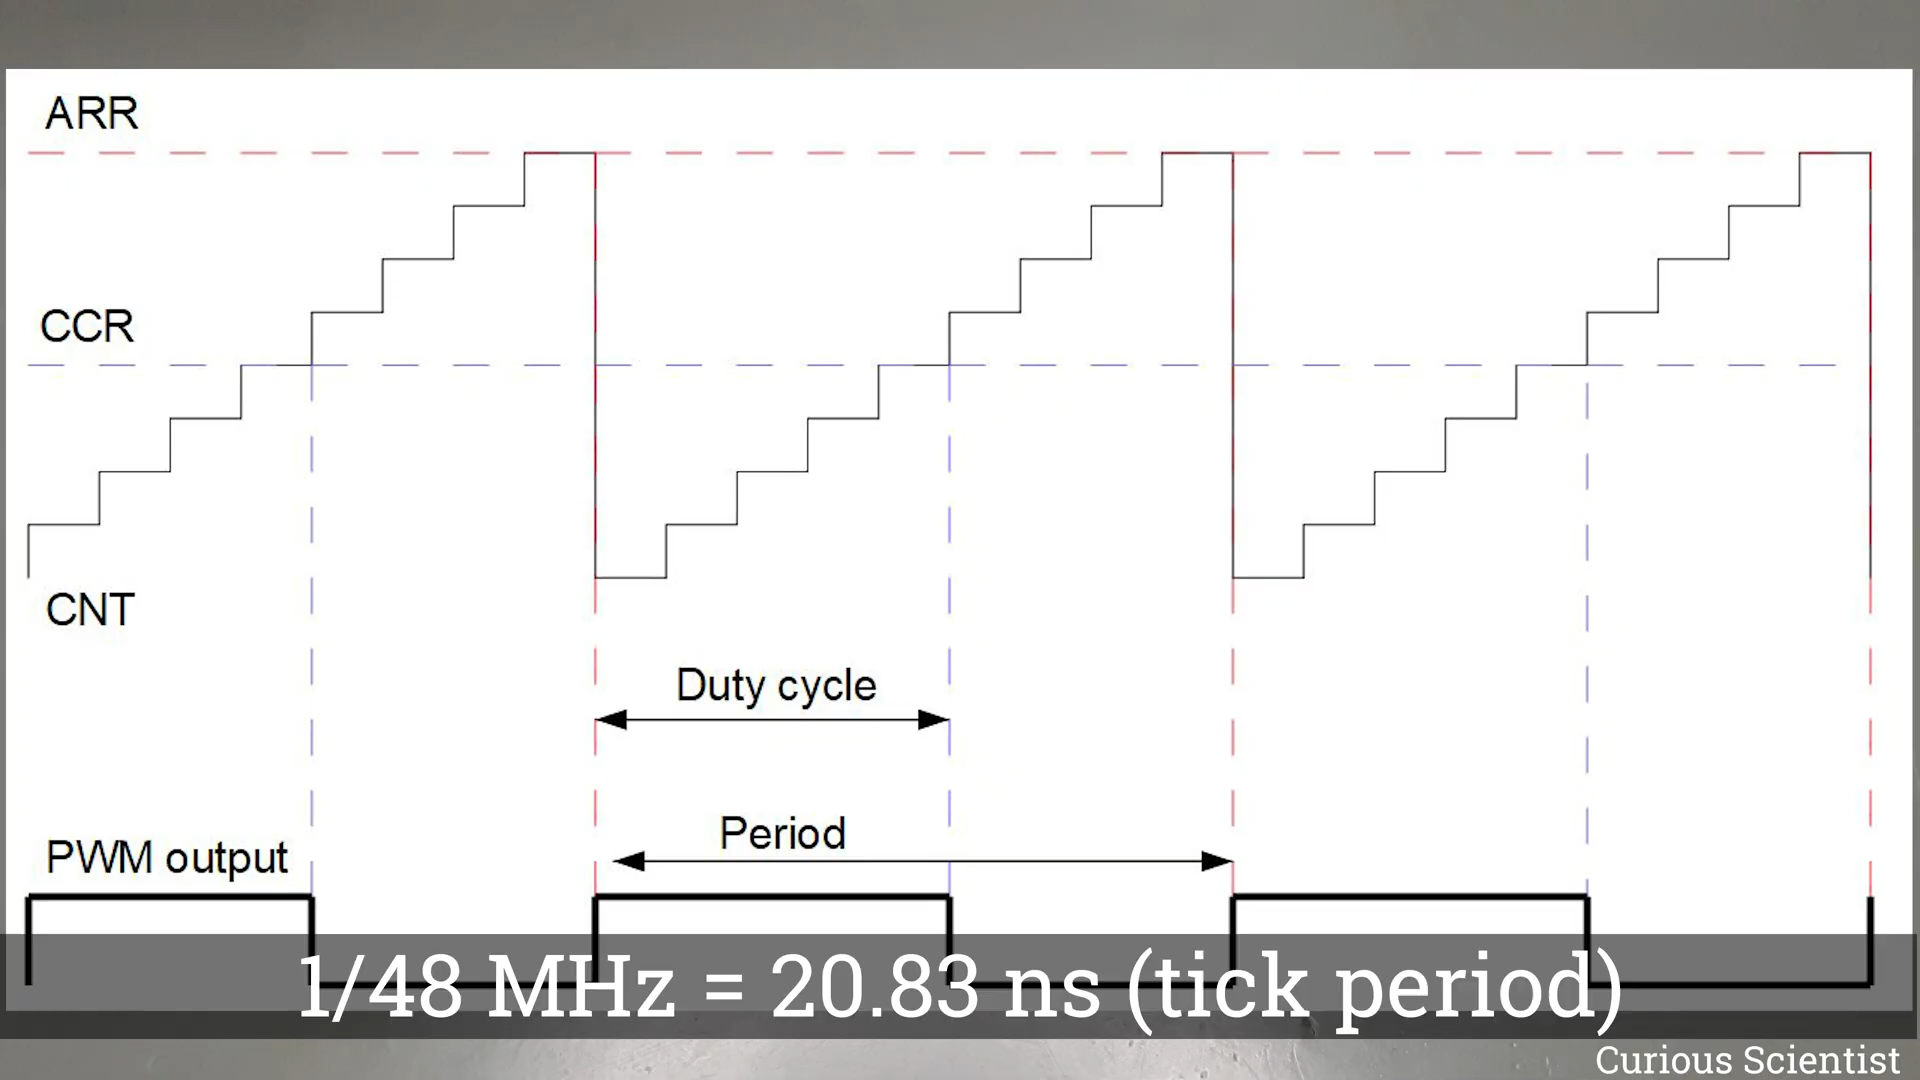 ARR
CCR
CNT
Duty cycle
Period
PWM output
1/48 MHz = 20.83 ns (tick period)
Curious Scientist